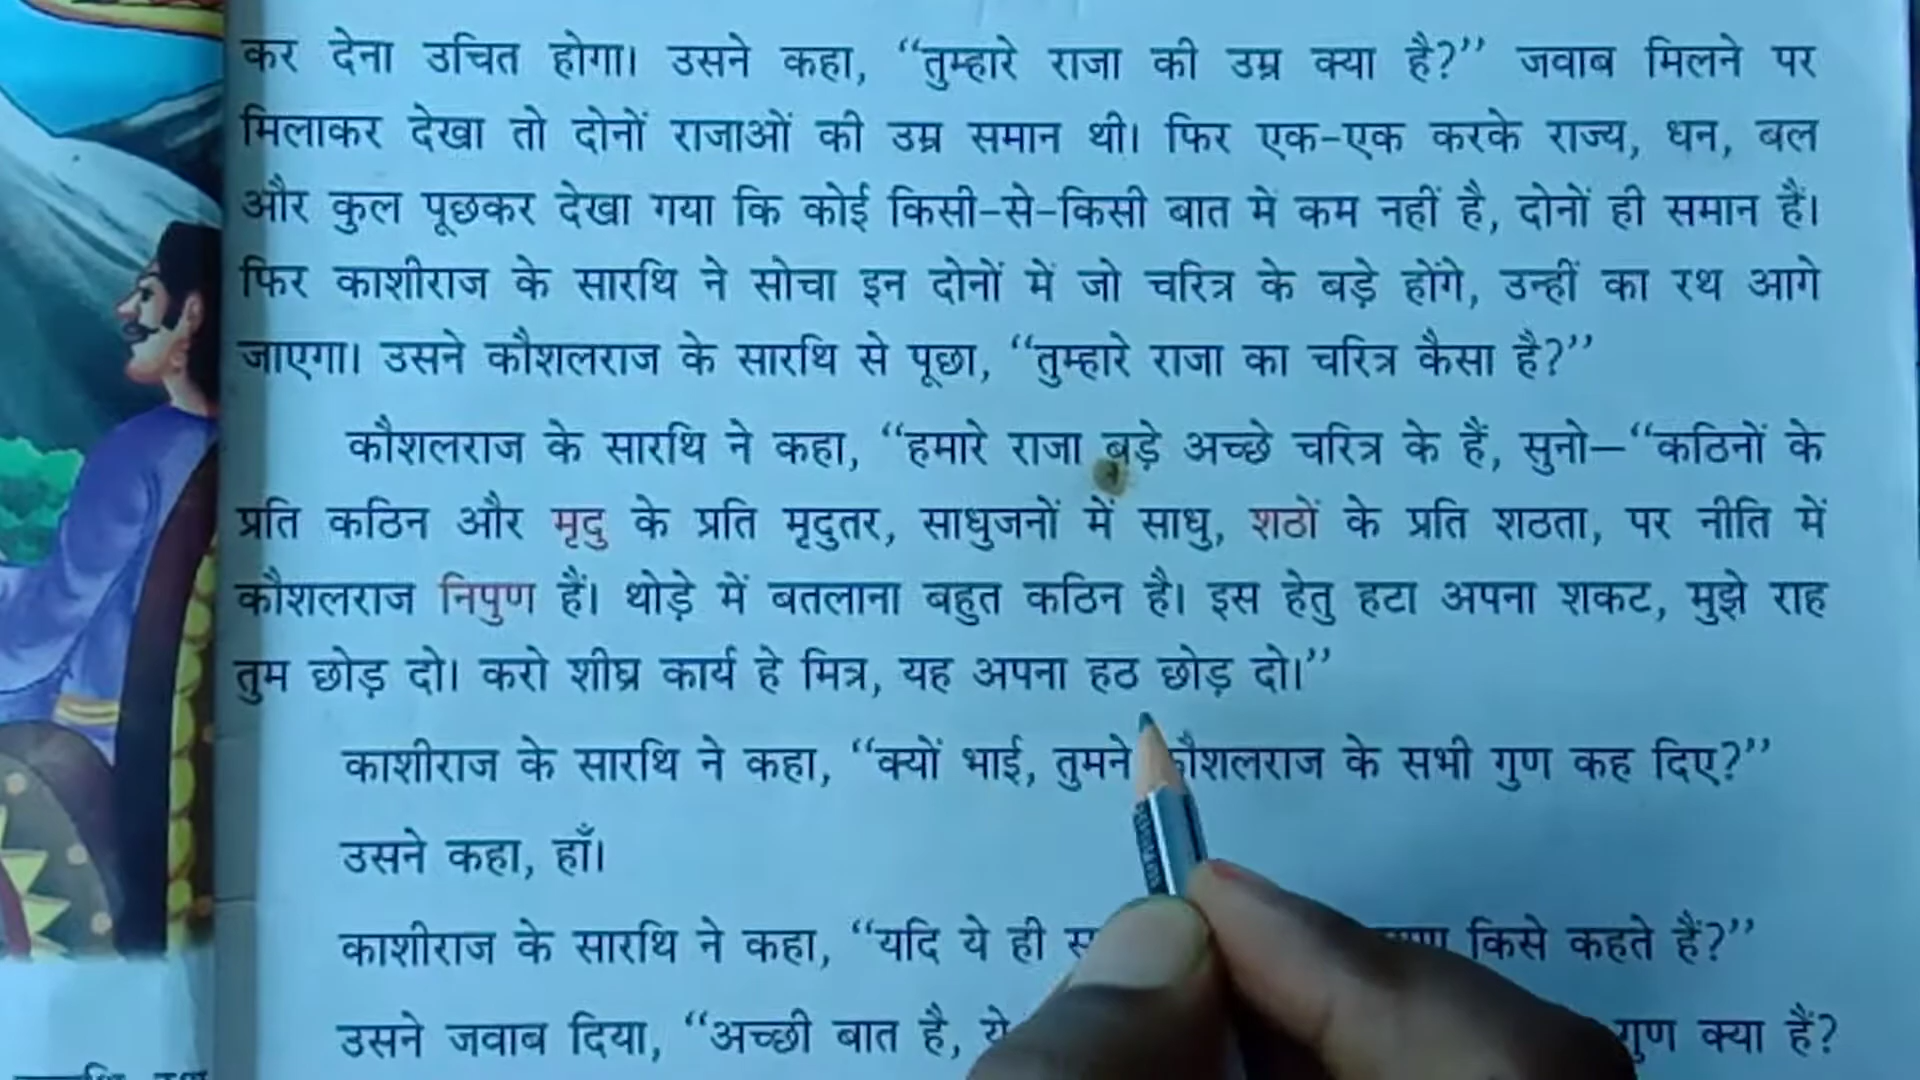 कर देना उचित होगा। उसने कहा, “तुम्हारे राजा की उम्र क्या है?” जवाब मिलने पर
मिलाकर देखा तो दोनों राजाओं की उम्र समान थी। फिर एक-एक करके राज्य, धन, बल
और कुल पूछकर देखा गया कि कोई किसी-से-किसी बात में कम नहीं है, दोनों ही समान हैं।
फिर काशीराज के सारथि ने सोचा इन दोनों में जो चरित्र के बड़े होंगे, उन्हीं का रथ आगे
जाएगा। उसने कौशलराज के सारथि से पूछा, “तुम्हारे राजा का चरित्र कैसा है?”
कौशलराज के सारथि ने कहा, “हमारे राजा बड़े अच्छे चरित्र के हैं, सुनो—“कठिनों के
प्रति कठिन और मृदु के प्रति मृदुतर, साधुजनों में साधु, शठों के प्रति शठता, पर नीति में
कौशलराज निपुण हैं। थोड़े में बतलाना बहुत कठिन है। इस हेतु हटा अपना शकट, मुझे राह
तुम छोड़ दो। करो शीघ्र कार्य हे मित्र, यह अपना हठ छोड़ दो।”
काशीराज के सारथि ने कहा, “क्यों भाई, तुमने कौशलराज के सभी गुण कह दिए?”
उसने कहा, हाँ।
काशीराज के सारथि ने कहा, “यदि ये ही किसे कहते हैं?”
उसने जवाब दिया, “अच्छी बात है, ये गुण क्या हैं?